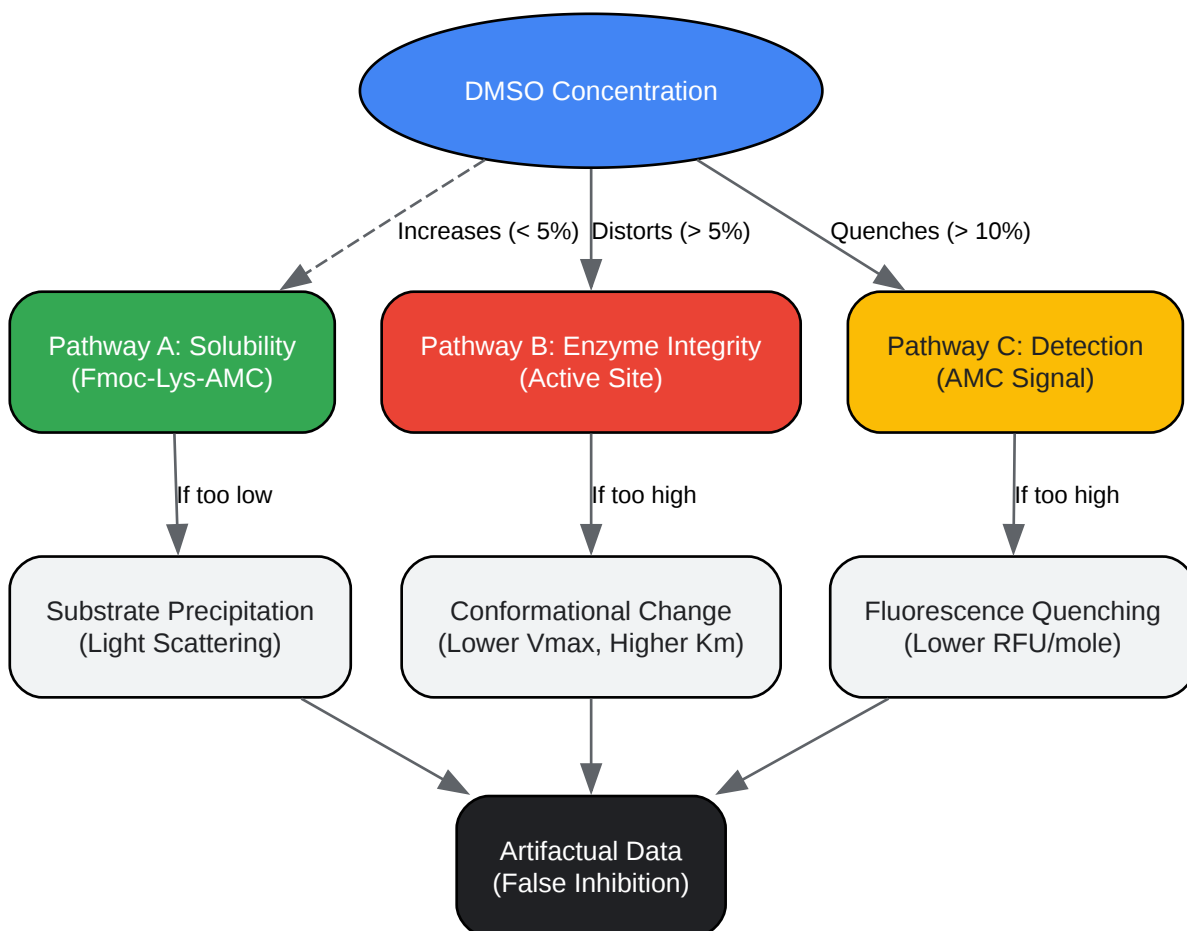 DMSO Concentration
Increases (< 5%)
Distorts (> 5%)
Quenches (> 10%)
Pathway A: Solubility
(Fmoc-Lys-AMC)
Pathway B: Enzyme Integrity
(Active Site)
Pathway C: Detection
(AMC Signal)
If too low
If too high
If too high
Substrate Precipitation
(Light Scattering)
Conformational Change
(Lower Vmax, Higher Km)
Fluorescence Quenching
(Lower RFU/mole)
Artifactual Data
(False Inhibition)